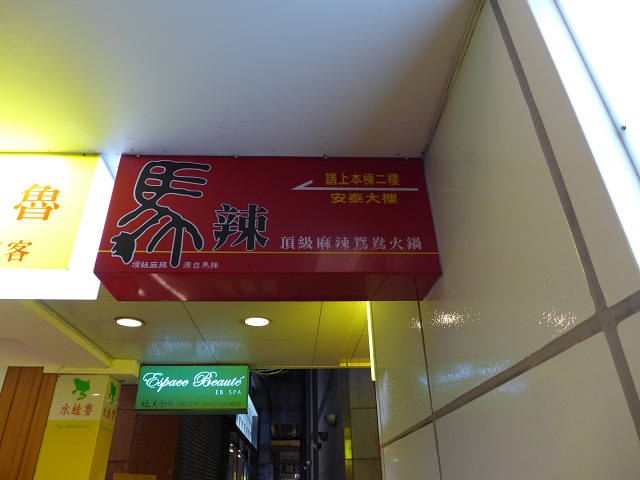 魯
客
馬辣
請上本棟二樓
安泰大樓
頂級麻辣鴛鴦火鍋
頂級麻辣 源自馬辣
Espace Beauté
EB SPA
水蛙魯